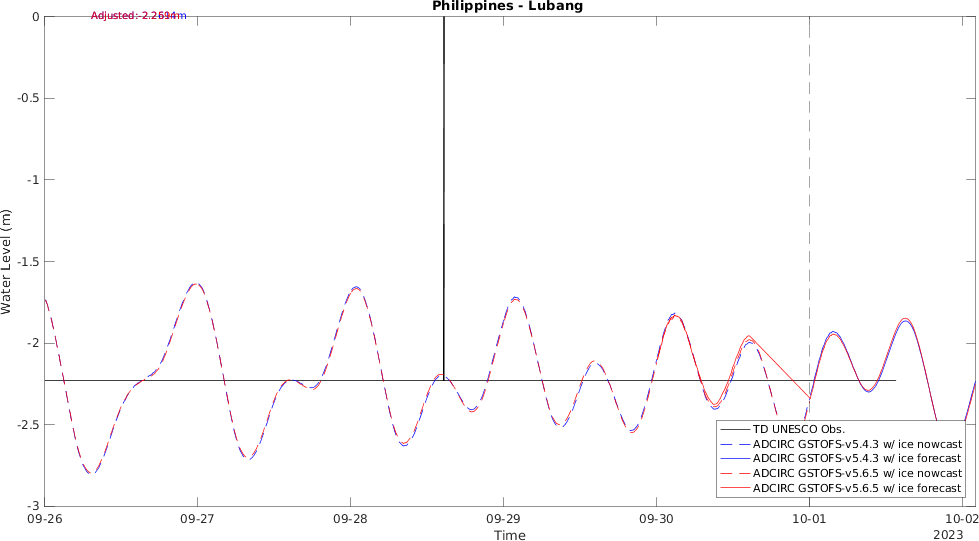 Philippines - Lubang
Adjusted:
0
-0.5
-1
-1.5
-2
-2.5
-3
Water Level (m)
09-26
09-27
09-28
09-29
09-30
10-01
10-02
2023
Time
TD UNESCO Obs.
ADCIRC GSTOFS-v5.4.3 w/ ice nowcast
ADCIRC GSTOFS-v5.4.3 w/ ice forecast
ADCIRC GSTOFS-v5.6.5 w/ ice nowcast
ADCIRC GSTOFS-v5.6.5 w/ ice forecast